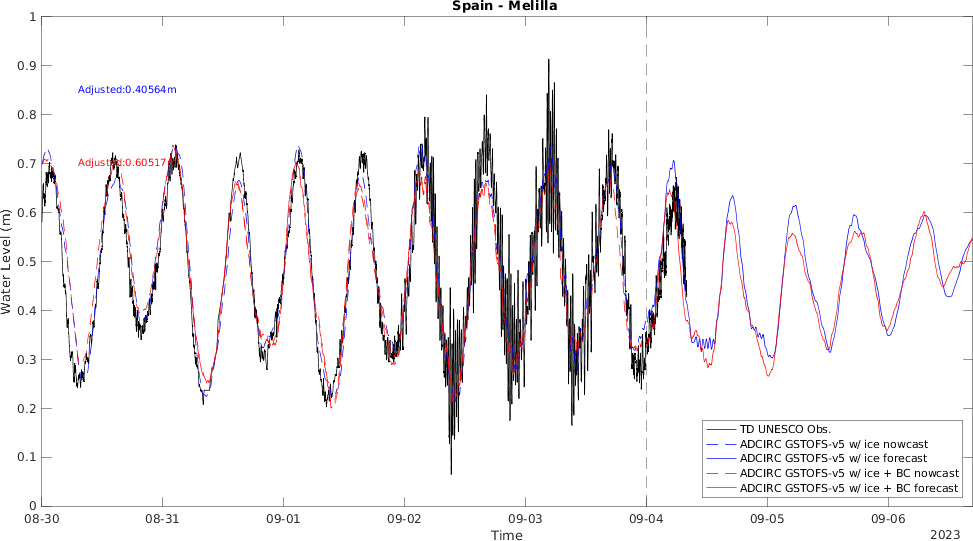 Spain - Melilla
1
0.9
0.8
0.7
0.6
0.5
0.4
0.3
0.2
0.1
0
Water Level (m)
Adjusted:0.40564m
Adjusted:0.60517m
TD UNESCO Obs.
ADCIRC GSTOFS-v5 w/ ice nowcast
ADCIRC GSTOFS-v5 w/ ice forecast
ADCIRC GSTOFS-v5 w/ ice + BC nowcast
ADCIRC GSTOFS-v5 w/ ice + BC forecast
08-30 08-31 09-01 09-02 09-03 09-04 09-05 09-06
Time
2023